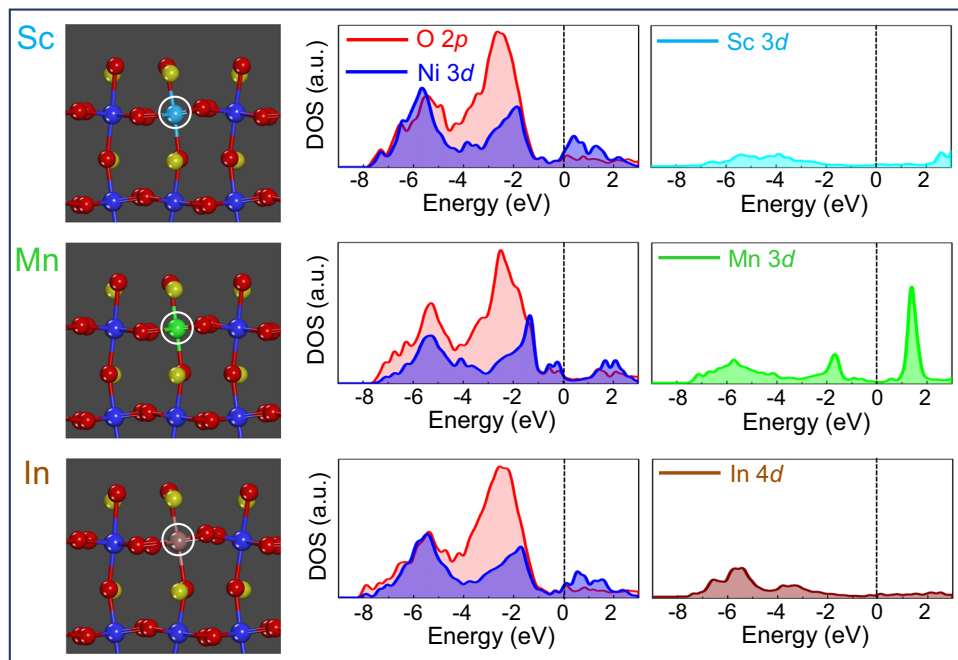 Sc
DOS (a.u.)
O 2p
Ni 3d
-8 -6 -4 -2 0 2
Energy (eV)
Sc 3d
-8 -6 -4 -2 0 2
Energy (eV)
Mn
DOS (a.u.)
-8 -6 -4 -2 0 2
Energy (eV)
Mn 3d
-8 -6 -4 -2 0 2
Energy (eV)
In
DOS (a.u.)
-8 -6 -4 -2 0 2
Energy (eV)
In 4d
-8 -6 -4 -2 0 2
Energy (eV)